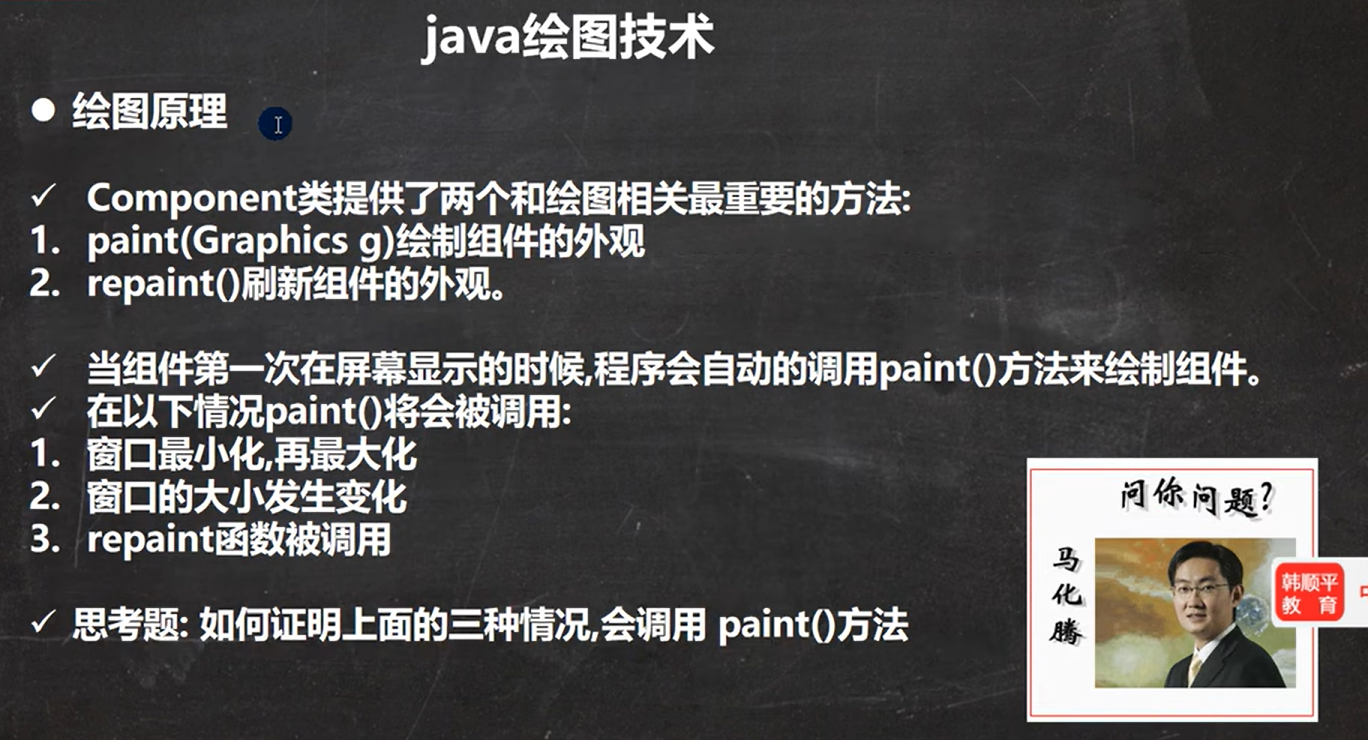 java绘图技术
绘图原理
Component类提供了两个和绘图相关最重要的方法:
1. paint(Graphics g)绘制组件的外观
2. repaint()刷新组件的外观。
当组件第一次在屏幕显示的时候,程序会自动的调用paint()方法来绘制组件。
在以下情况paint()将会被调用:
1. 窗口最小化,再最大化
2. 窗口的大小发生变化
3. repaint函数被调用
思考题: 如何证明上面的三种情况,会调用 paint()方法
问你问题?
马化腾
韩顺平
教 育